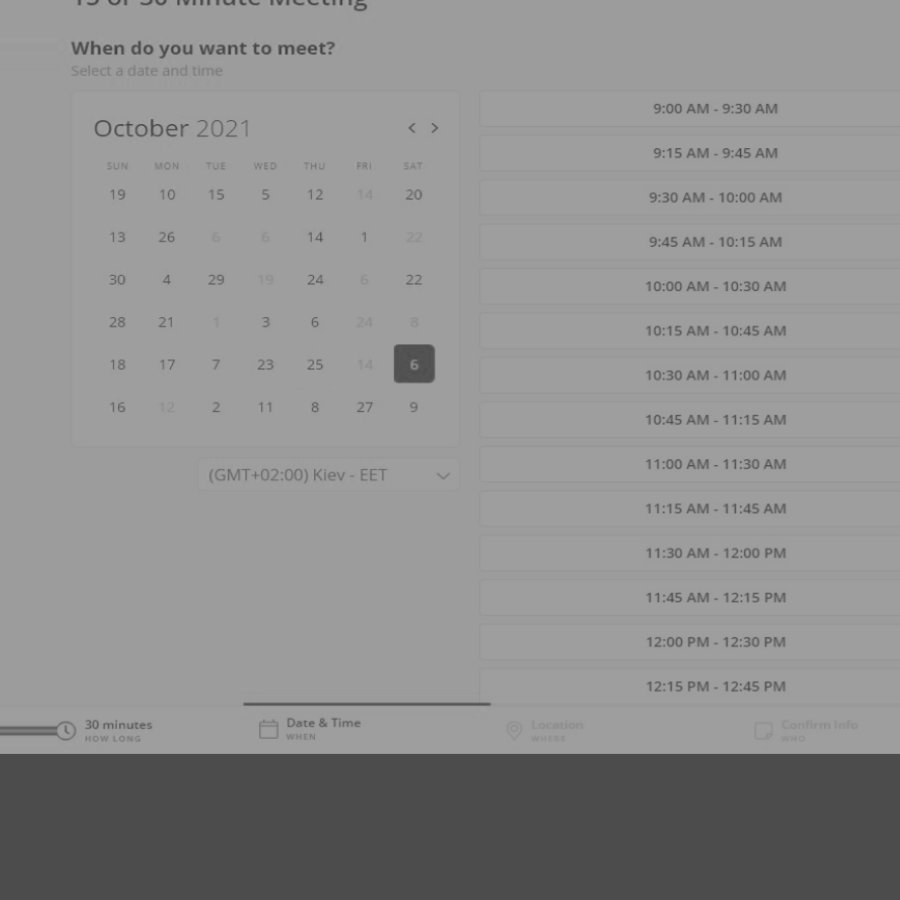 15 or 30 Minute Meeting
When do you want to meet?
Select a date and time
October 2021
SUN MON TUE WED THU FRI SAT
19 10 15 5 12 14 20
13 26 6 6 14 1 22
30 4 29 19 24 6 22
28 21 1 3 6 24 8
18 17 7 23 25 14 6
16 12 2 11 8 27 9
(GMT+02:00) Kiev - EET
9:00 AM - 9:30 AM
9:15 AM - 9:45 AM
9:30 AM - 10:00 AM
9:45 AM - 10:15 AM
10:00 AM - 10:30 AM
10:15 AM - 10:45 AM
10:30 AM - 11:00 AM
10:45 AM - 11:15 AM
11:00 AM - 11:30 AM
11:15 AM - 11:45 AM
11:30 AM - 12:00 PM
11:45 AM - 12:15 PM
12:00 PM - 12:30 PM
12:15 PM - 12:45 PM
30 minutes
HOW LONG
Date & Time
WHEN
Location
WHERE
Confirm Info
WHO